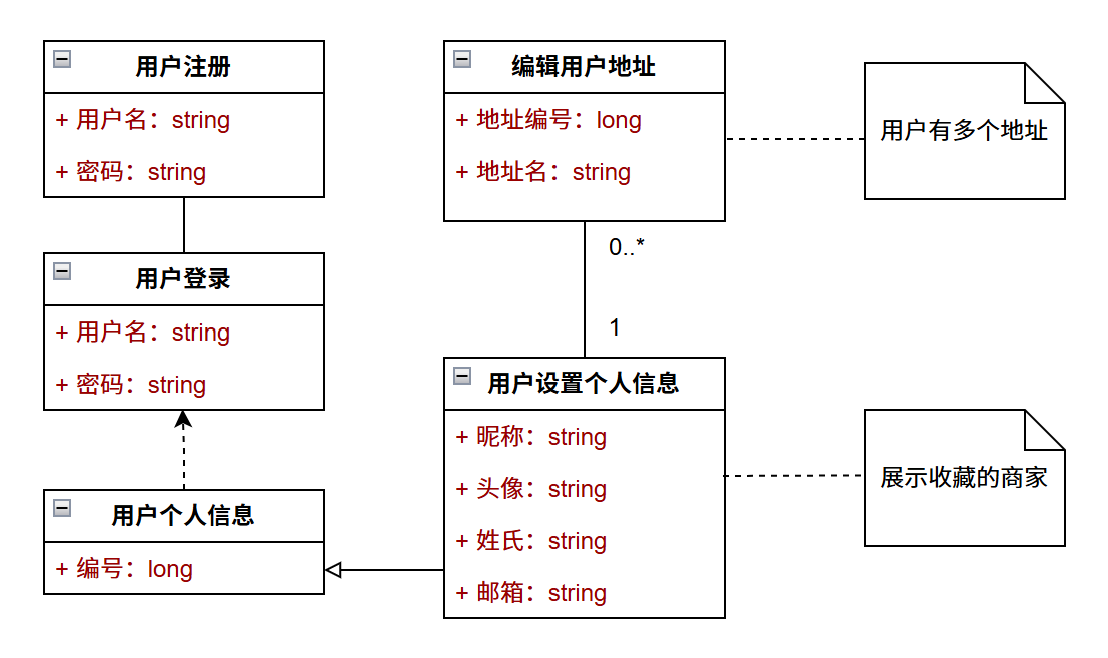 用户注册
+ 用户名：string
+ 密码：string
用户登录
+ 用户名：string
+ 密码：string
用户个人信息
+ 编号：long
编辑用户地址
+ 地址编号：long
+ 地址名：string
0..*
1
用户设置个人信息
+ 昵称：string
+ 头像：string
+ 姓氏：string
+ 邮箱：string
用户有多个地址
展示收藏的商家